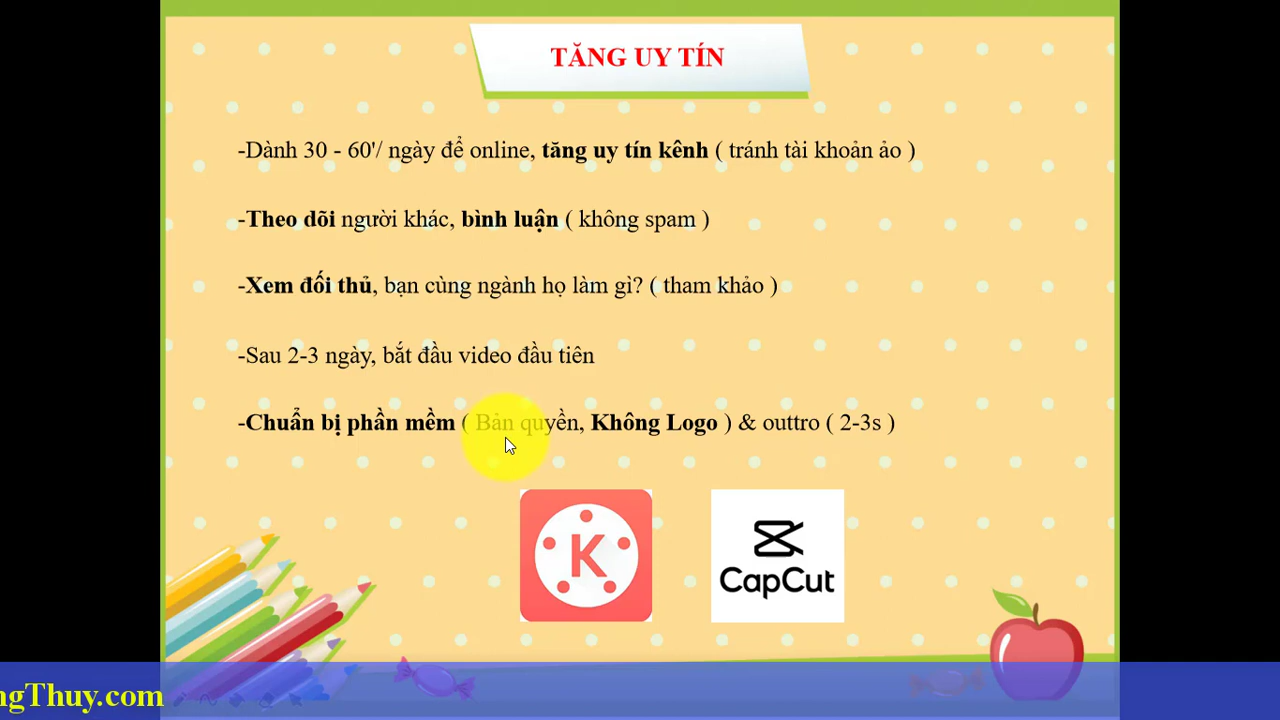 TĂNG UY TÍN
-Dành 30 - 60'/ ngày để online, tăng uy tín kênh ( tránh tài khoản ảo )
-Theo dõi người khác, bình luận ( không spam )
-Xem đối thủ, bạn cùng ngành họ làm gì? ( tham khảo )
-Sau 2-3 ngày, bắt đầu video đầu tiên
-Chuẩn bị phần mềm ( Bản quyền, Không Logo ) & outtro ( 2-3s )
K
CapCut
ngThuy.com